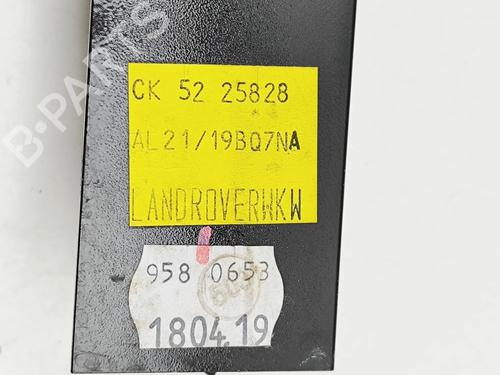 CK 52 25828
AL21/19BQ7NA
LANDROVERWKW
958 0653
1804.19
B-PARTS